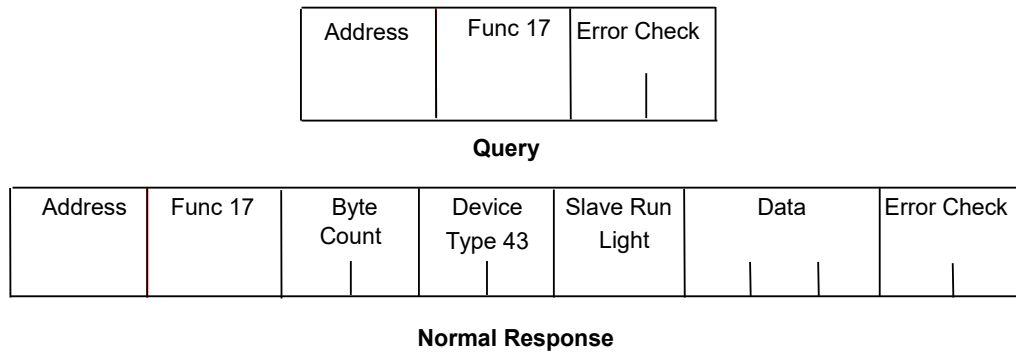 Address Func 17 Error Check
Query
Address Func 17 Byte Device Slave Run Data Error Check
Count Type 43 Light
Normal Response